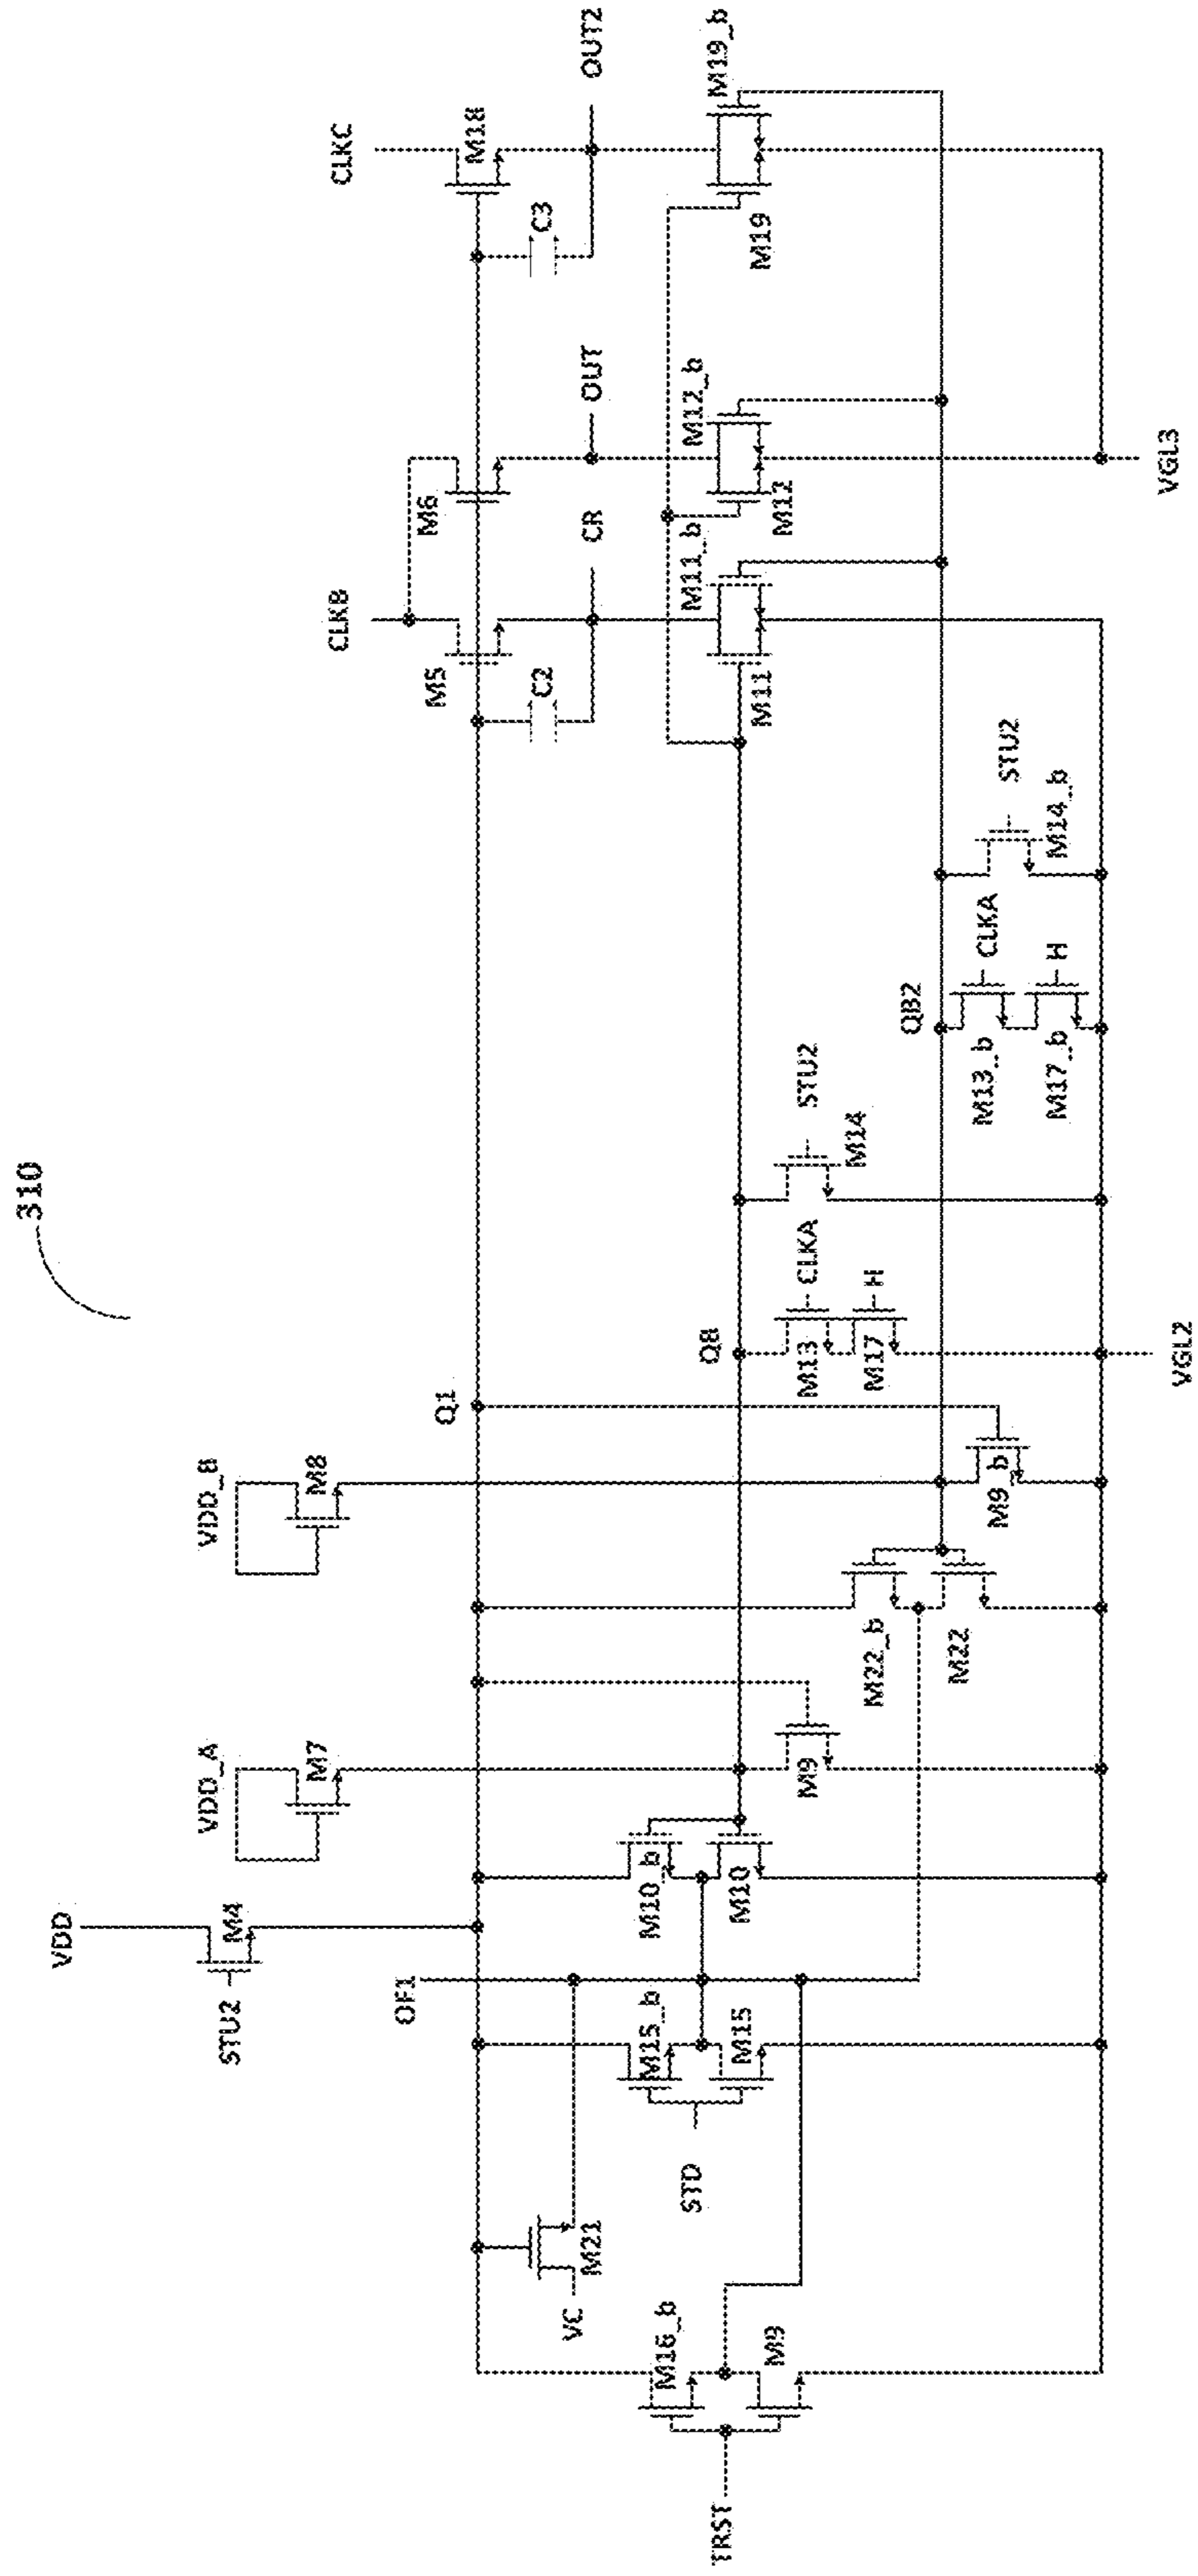 310
VDD
STU2
M4
VDD_A
M7
VDD_B
M8
CLKB
CLKC
Q1
OF1
M5
M6
M18
C2
C3
CR
OUT
OUT2
TRST
M16_b
M9
VC
M21
STD
M15_b
M15
M10_b
M10
M9
M22_b
M22
M9_b
QB
M13
CLKA
M17
H
M14
STU2
QB2
M13_b
CLKA
M17_b
H
M14_b
STU2
M11
M11_b
M12
M12_b
M19
M19_b
VGL2
VGL3